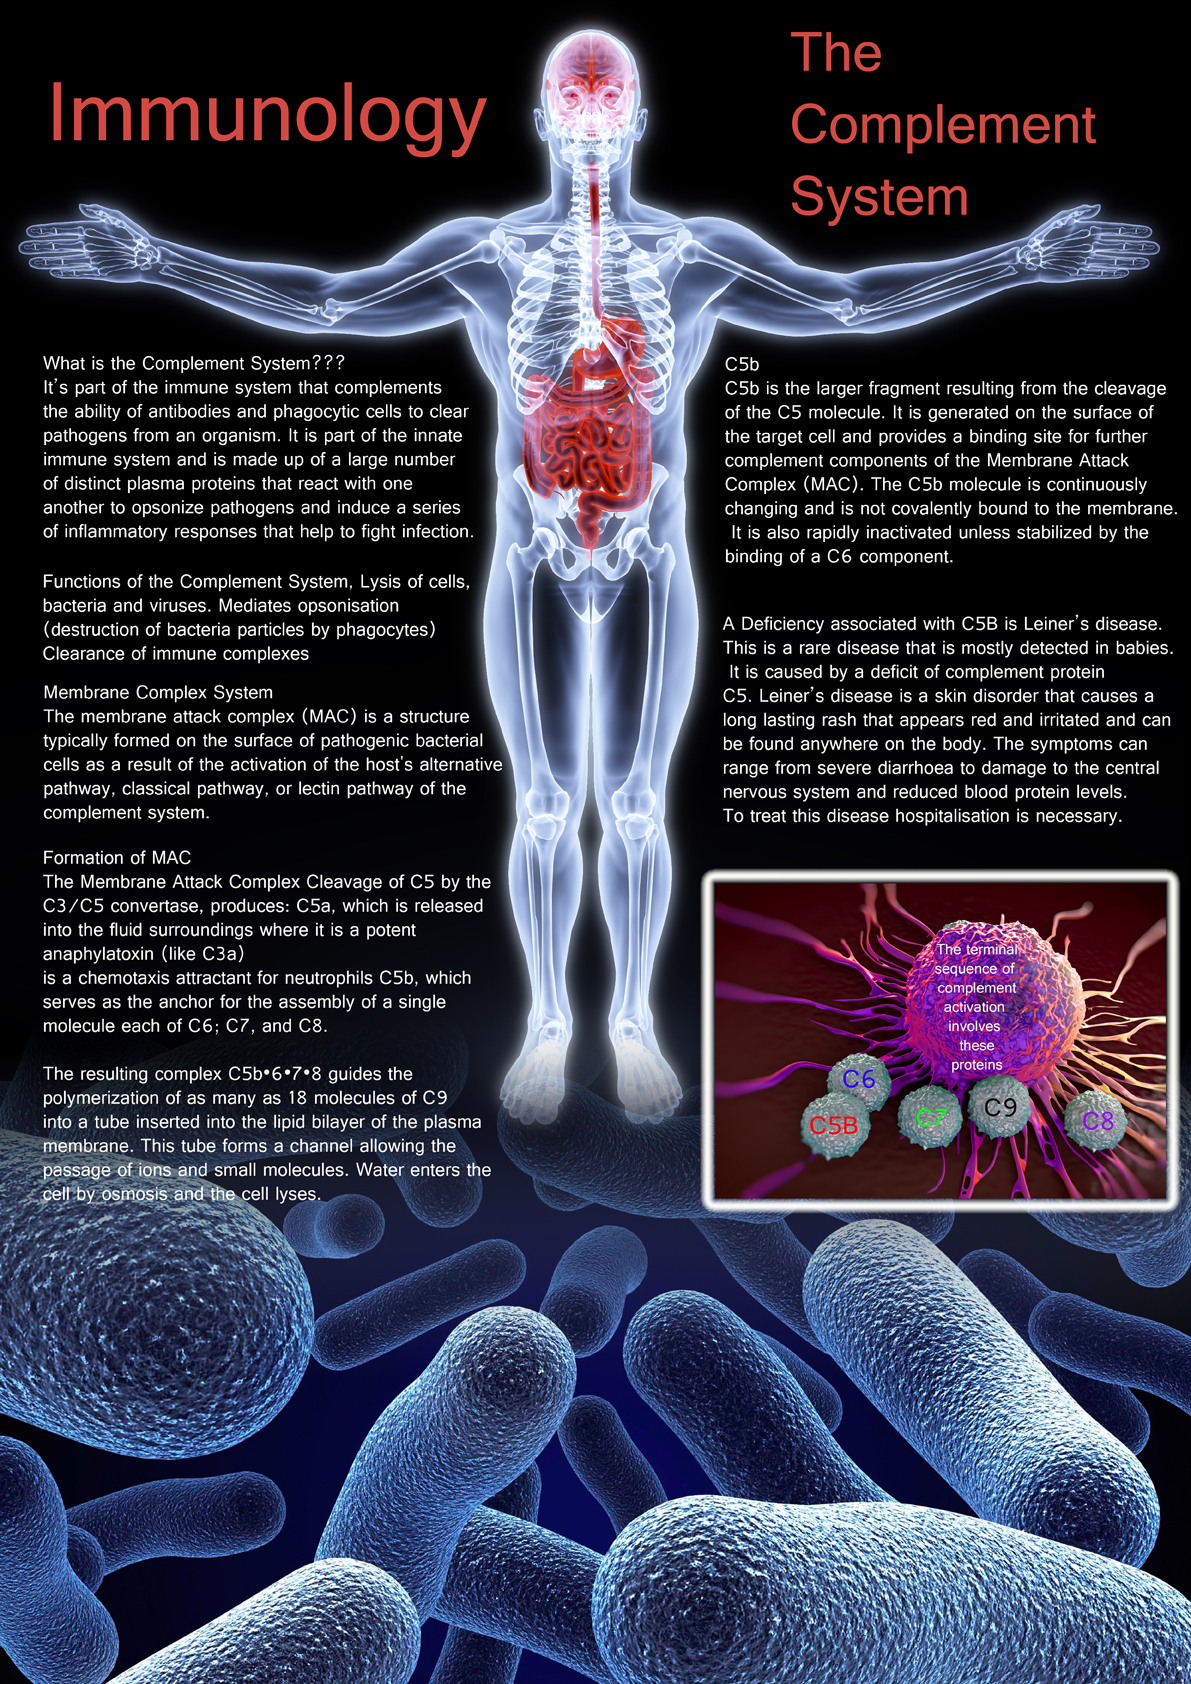 Immunology
The
Complement
System
What is the Complement System???
It's part of the immune system that complements
the ability of antibodies and phagocytic cells to clear
pathogens from an organism. It is part of the innate
immune system and is made up of a large number
of distinct plasma proteins that react with one
another to opsonize pathogens and induce a series
of inflammatory responses that help to fight infection.
Functions of the Complement System, Lysis of cells,
bacteria and viruses. Mediates opsonisation
(destruction of bacteria particles by phagocytes)
Clearance of immune complexes
Membrane Complex System
The membrane attack complex (MAC) is a structure
typically formed on the surface of pathogenic bacterial
cells as a result of the activation of the host's alternative
pathway, classical pathway, or lectin pathway of the
complement system.
Formation of MAC
The Membrane Attack Complex Cleavage of C5 by the
C3/C5 convertase, produces: C5a, which is released
into the fluid surroundings where it is a potent
anaphylatoxin (like C3a)
is a chemotaxis attractant for neutrophils C5b, which
serves as the anchor for the assembly of a single
molecule each of C6; C7, and C8.
The resulting complex C5b•6•7•8 guides the
polymerization of as many as 18 molecules of C9
into a tube inserted into the lipid bilayer of the plasma
membrane. This tube forms a channel allowing the
passage of ions and small molecules. Water enters the
cell by osmosis and the cell lyses.
C5b
C5b is the larger fragment resulting from the cleavage
of the C5 molecule. It is generated on the surface of
the target cell and provides a binding site for further
complement components of the Membrane Attack
Complex (MAC). The C5b molecule is continuously
changing and is not covalently bound to the membrane.
It is also rapidly inactivated unless stabilized by the
binding of a C6 component.
A Deficiency associated with C5B is Leiner's disease.
This is a rare disease that is mostly detected in babies.
It is caused by a deficit of complement protein
C5. Leiner's disease is a skin disorder that causes a
long lasting rash that appears red and irritated and can
be found anywhere on the body. The symptoms can
range from severe diarrhoea to damage to the central
nervous system and reduced blood protein levels.
To treat this disease hospitalisation is necessary.
The terminal
sequence of
complement
activation
involves
these
proteins
C6
C5B
C7
C9
C8